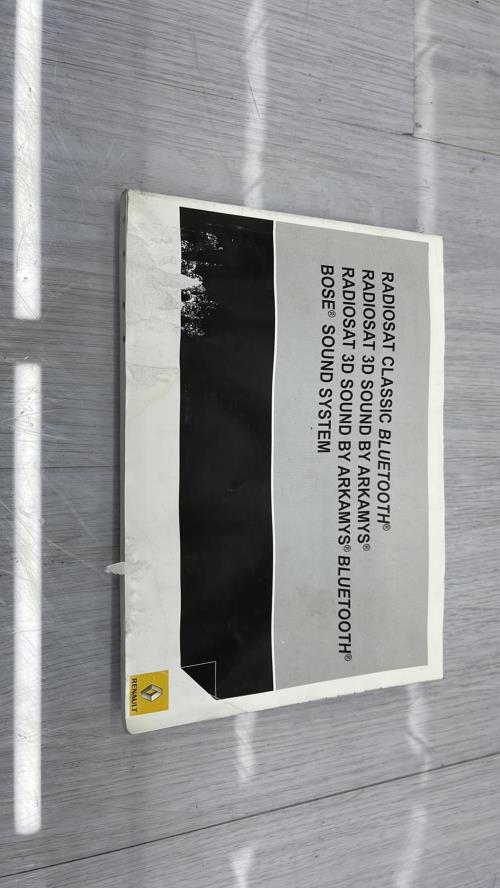 RADIOSAT CLASSIC BLUETOOTH®
RADIOSAT 3D SOUND BY ARKAMYS®
RADIOSAT 3D SOUND BY ARKAMYS® BLUETOOTH®
BOSE® SOUND SYSTEM
RENAULT